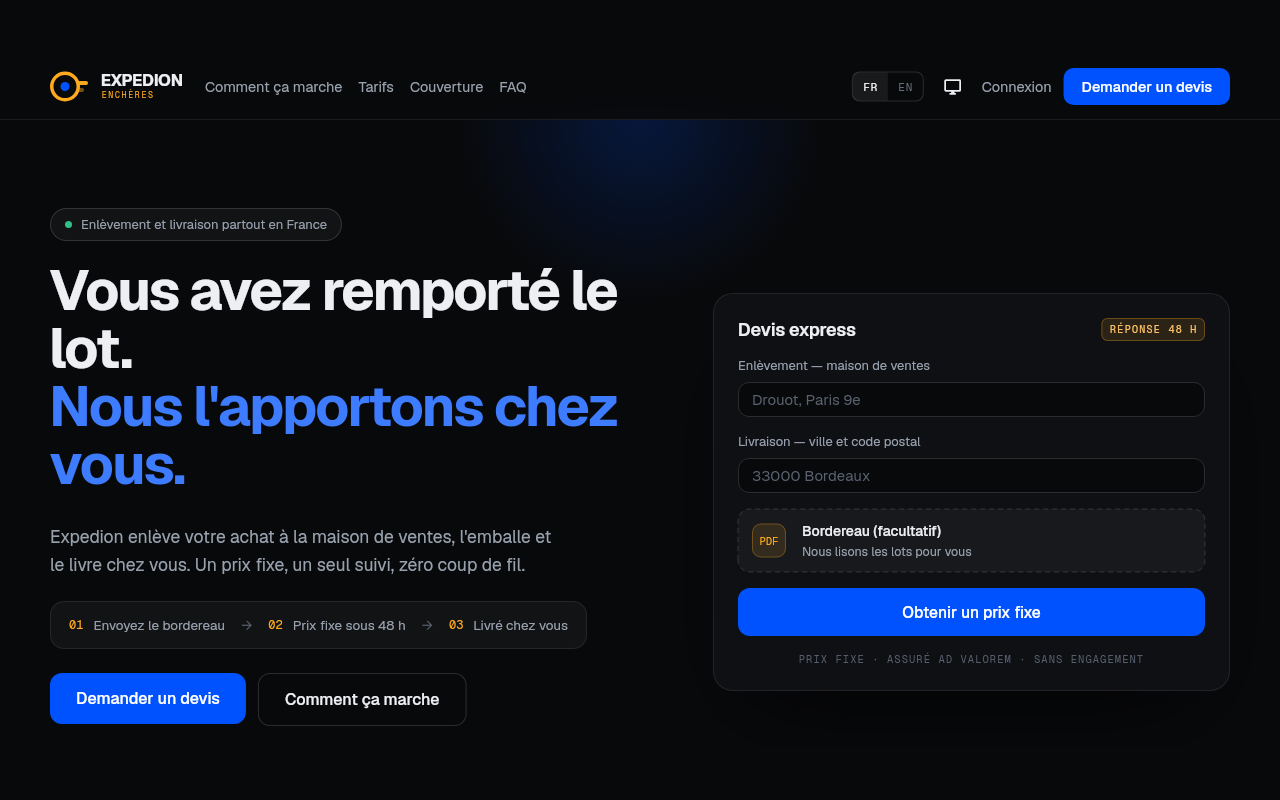 EXPEDION
ENCHÈRES
Comment ça marche
Tarifs
Couverture
FAQ
FR
EN
Connexion
Demander un devis
Enlèvement et livraison partout en France
Vous avez remporté le
lot.
Nous l'apportons chez
vous.
Expedion enlève votre achat à la maison de ventes, l'emballe et
le livre chez vous. Un prix fixe, un seul suivi, zéro coup de fil.
01 Envoyez le bordereau → 02 Prix fixe sous 48 h → 03 Livré chez vous
Demander un devis
Comment ça marche
Devis express
RÉPONSE 48 H
Enlèvement — maison de ventes
Drouot, Paris 9e
Livraison — ville et code postal
33000 Bordeaux
PDF
Bordereau (facultatif)
Nous lisons les lots pour vous
Obtenir un prix fixe
PRIX FIXE · ASSURÉ AD VALOREM · SANS ENGAGEMENT